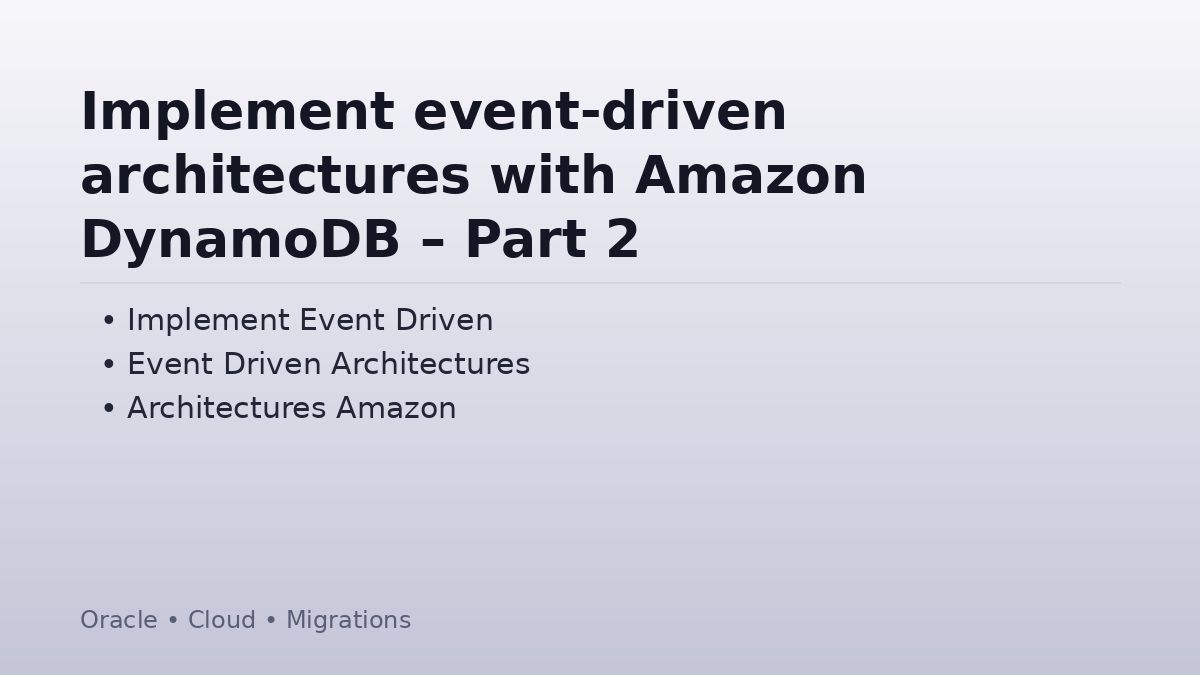 Implement event-driven
architectures with Amazon
DynamoDB – Part 2
• Implement Event Driven
• Event Driven Architectures
• Architectures Amazon
Oracle • Cloud • Migrations